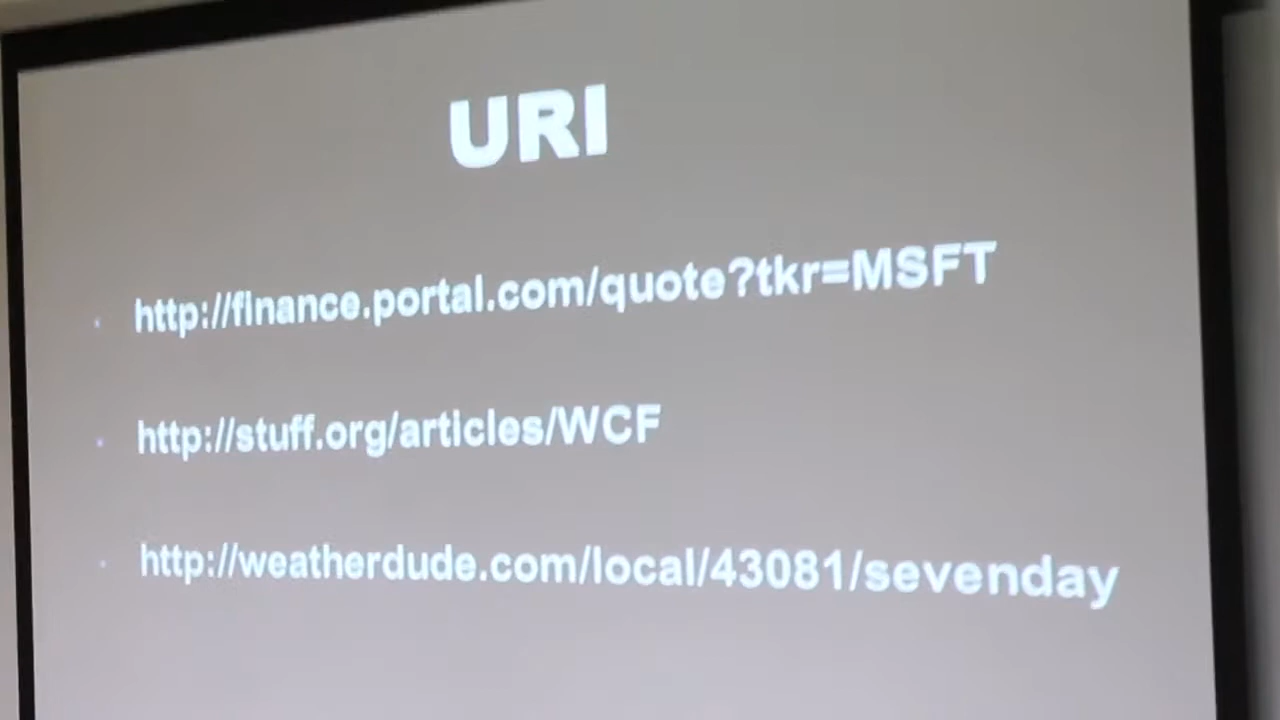 URI
http://finance.portal.com/quote?tkr=MSFT
http://stuff.org/articles/WCF
http://weatherdude.com/local/43081/sevenday